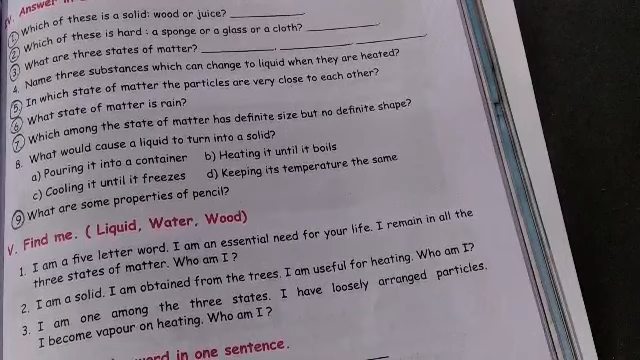 IV. Answer in
1. Which of these is a solid: wood or juice?
2. Which of these is hard : a sponge or a glass or a cloth?
3. What are three states of matter?
4. Name three substances which can change to liquid when they are heated?
5. In which state of matter the particles are very close to each other?
6. What state of matter is rain?
7. Which among the state of matter has definite size but no definite shape?
8. What would cause a liquid to turn into a solid?
a) Pouring it into a container b) Heating it until it boils
c) Cooling it until it freezes d) Keeping its temperature the same
9 What are some properties of pencil?
V. Find me. ( Liquid, Water, Wood)
1. I am a five letter word. I am an essential need for your life. I remain in all the
three states of matter. Who am I ?
2. I am a solid. I am obtained from the trees. I am useful for heating. Who am I?
3. I am one among the three states. I have loosely arranged particles.
I become vapour on heating. Who am I ?
word in one sentence.